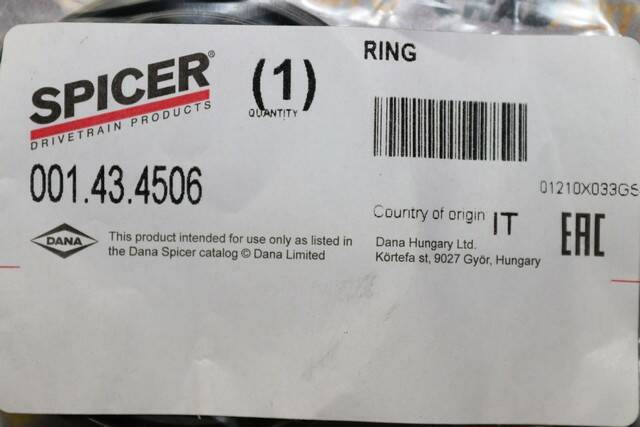 SPICER®
DRIVETRAIN PRODUCTS
(1)
QUANTITY
RING
001.43.4506
01210X033GS
Country of origin IT
EAC
DANA
This product intended for use only as listed in
the Dana Spicer catalog © Dana Limited
Dana Hungary Ltd.
Körtefa st, 9027 Győr, Hungary